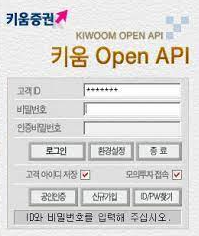 키움증권
KIWOOM OPEN API
키움 Open API
고객 ID *******
비밀번호
인증비밀번호
로그인 환경설정 종 료
고객 아이디 저장 모의투자 접속
공인인증 신규가입 ID/PW찾기
ID와 비밀번호를 입력해 주십시오.